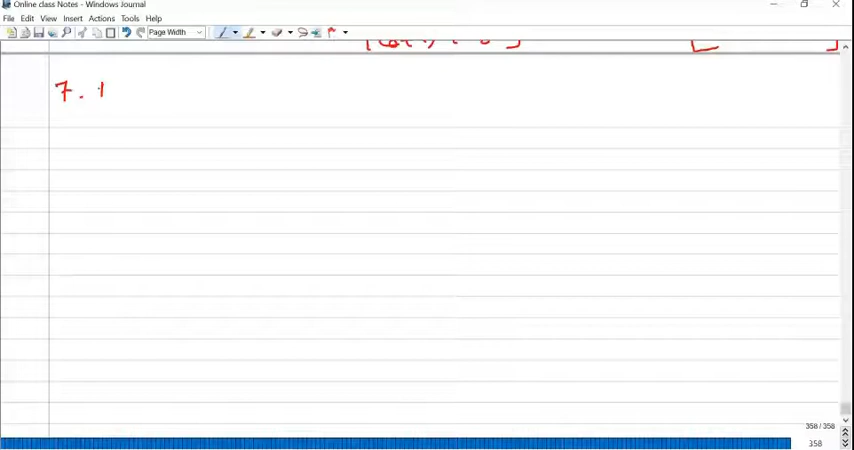 Online class Notes - Windows Journal
File Edit View Insert Actions Tools Help
Page Width
7. 1
358 / 358
358